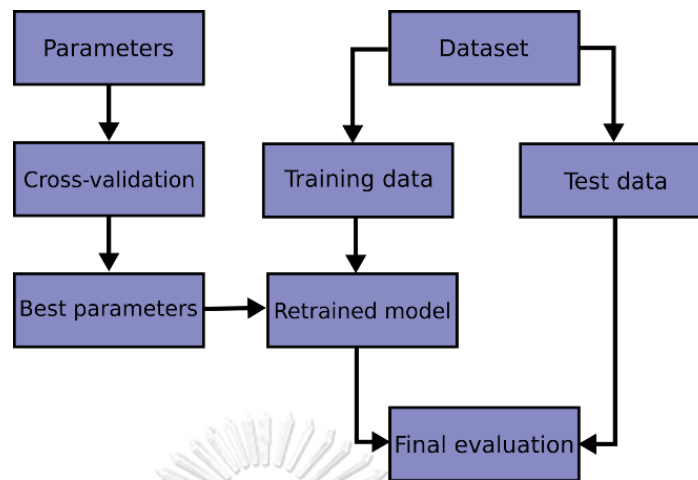 Parameters
Dataset
Cross-validation
Training data
Test data
Best parameters
Retrained model
Final evaluation